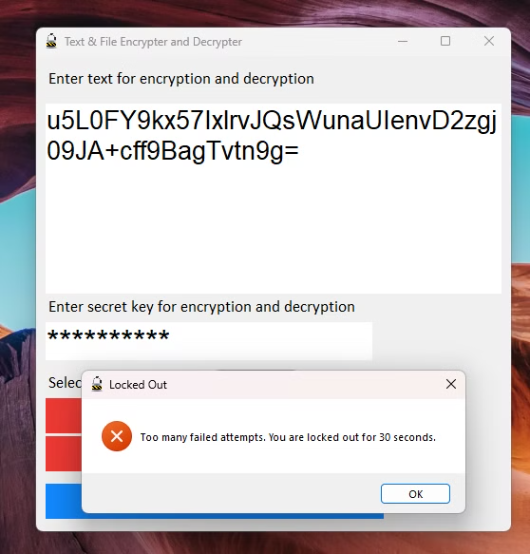 Text & File Encrypter and Decrypter
Enter text for encryption and decryption
u5L0FY9kx57IxlrvJQsWunaUIenvD2zgj
09JA+cff9BagTvtn9g=
Enter secret key for encryption and decryption
**********
Selec
Locked Out
Too many failed attempts. You are locked out for 30 seconds.
OK